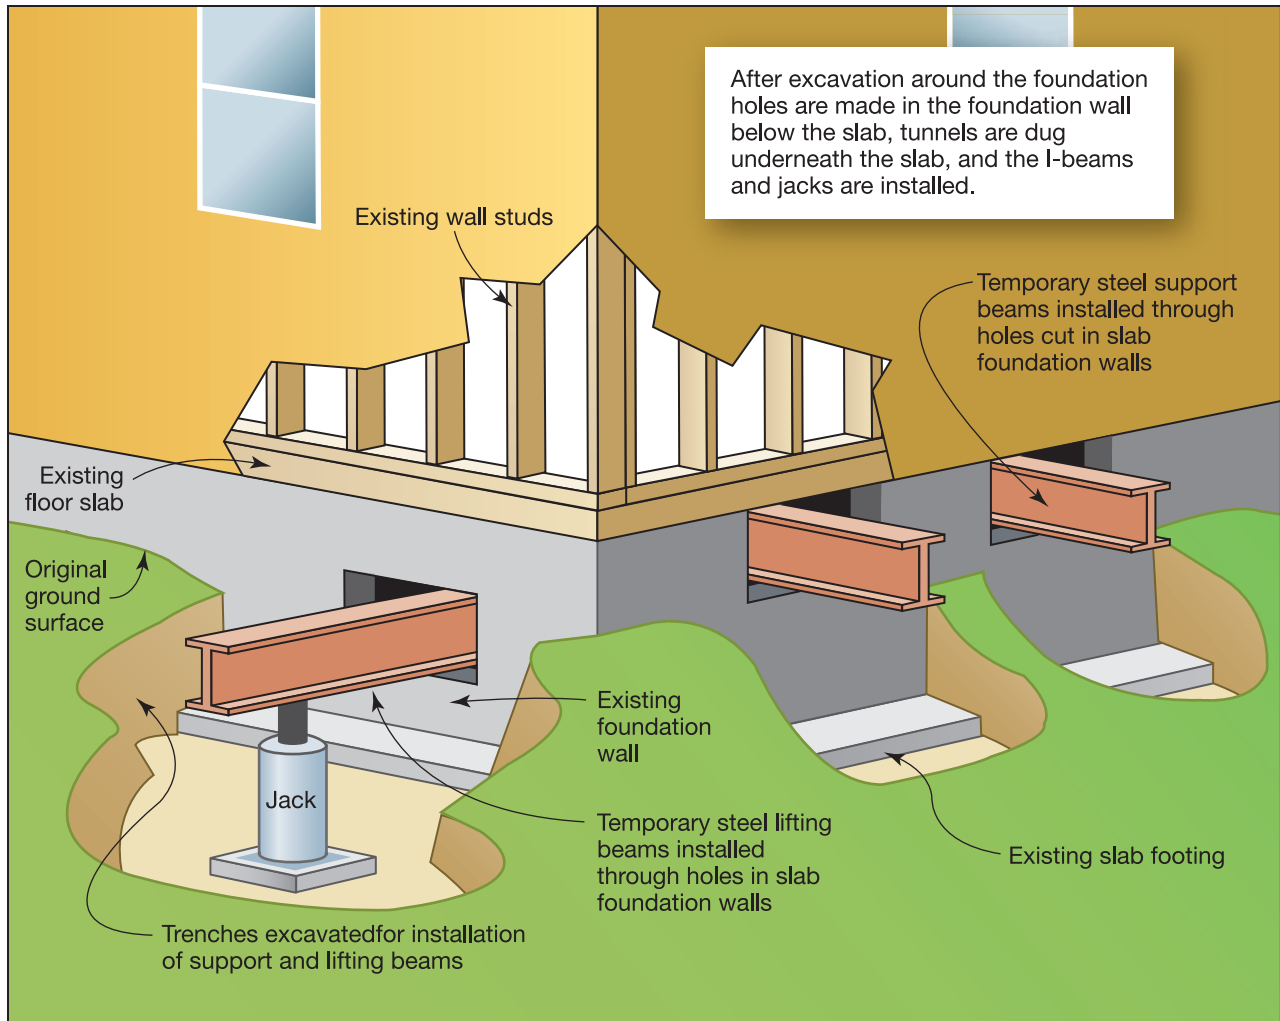 After excavation around the foundation
holes are made in the foundation wall
below the slab, tunnels are dug
underneath the slab, and the I-beams
and jacks are installed.
Existing wall studs
Temporary steel support
beams installed through
holes cut in slab
foundation walls
Existing
floor slab
Original
ground
surface
Existing
foundation
wall
Jack
Temporary steel lifting
beams installed
through holes in slab
foundation walls
Existing slab footing
Trenches excavatedfor installation
of support and lifting beams